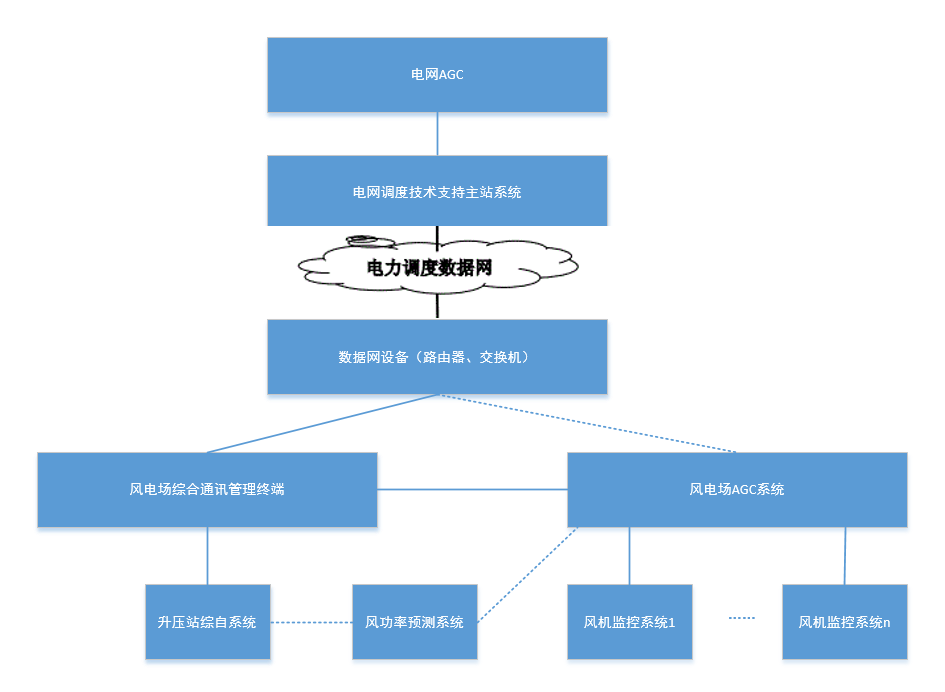 电网AGC
电网调度技术支持主站系统
电力调度数据网
数据网设备（路由器、交换机）
风电场综合通讯管理终端
风电场AGC系统
升压站综自系统
风功率预测系统
风机监控系统1
风机监控系统n